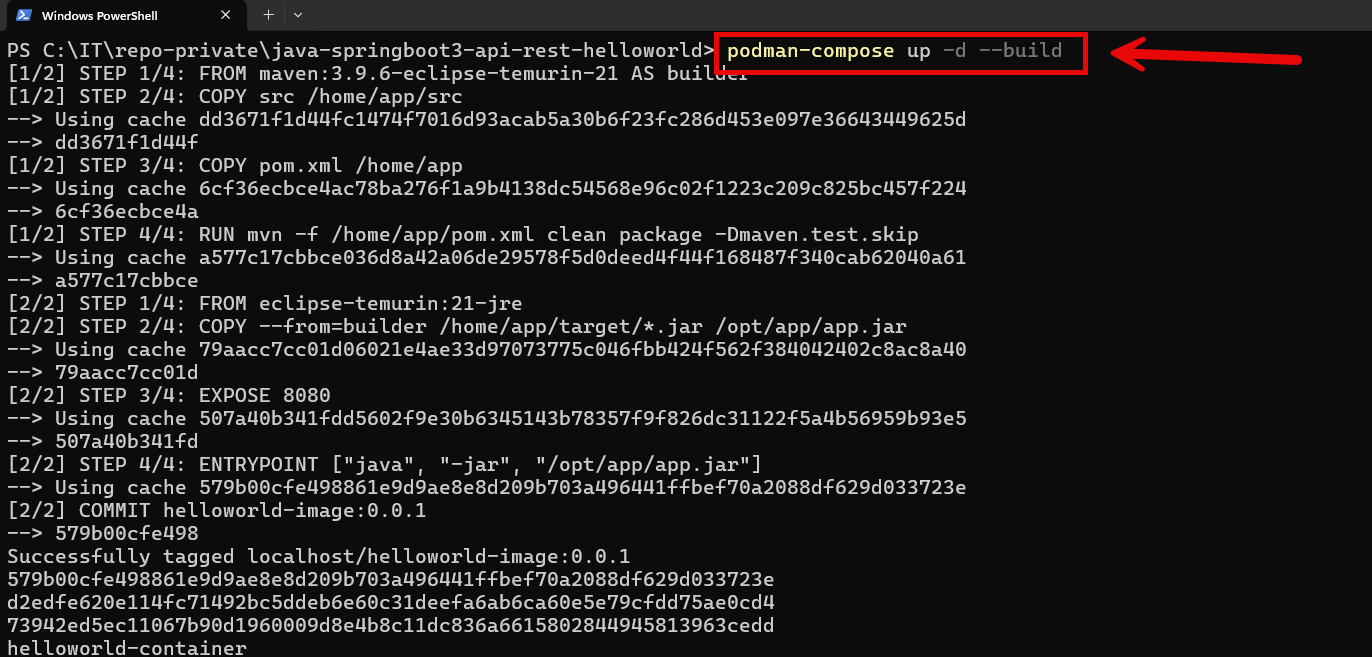 Windows PowerShell
PS C:\IT\repo-private\java-springboot3-api-rest-helloworld> podman-compose up -d --build
[1/2] STEP 1/4: FROM maven:3.9.6-eclipse-temurin-21 AS builder
[1/2] STEP 2/4: COPY src /home/app/src
--> Using cache dd3671f1d44fc1474f7016d93acab5a30b6f23fc286d453e097e36643449625d
--> dd3671f1d44f
[1/2] STEP 3/4: COPY pom.xml /home/app
--> Using cache 6cf36ecbce4ac78ba276f1a9b4138dc54568e96c02f1223c209c825bc457f224
--> 6cf36ecbce4a
[1/2] STEP 4/4: RUN mvn -f /home/app/pom.xml clean package -Dmaven.test.skip
--> Using cache a577c17cbbce036d8a42a06de29578f5d0deed4f44f168487f340cab62040a61
--> a577c17cbbce
[2/2] STEP 1/4: FROM eclipse-temurin:21-jre
[2/2] STEP 2/4: COPY --from=builder /home/app/target/*.jar /opt/app/app.jar
--> Using cache 79aacc7cc01d06021e4ae33d97073775c046fbb424f562f384042402c8ac8a40
--> 79aacc7cc01d
[2/2] STEP 3/4: EXPOSE 8080
--> Using cache 507a40b341fdd5602f9e30b6345143b78357f9f826dc31122f5a4b56959b93e5
--> 507a40b341fd
[2/2] STEP 4/4: ENTRYPOINT ["java", "-jar", "/opt/app/app.jar"]
--> Using cache 579b00cfe498861e9d9ae8e8d209b703a496441ffbef70a2088df629d033723e
[2/2] COMMIT helloworld-image:0.0.1
--> 579b00cfe498
Successfully tagged localhost/helloworld-image:0.0.1
579b00cfe498861e9d9ae8e8d209b703a496441ffbef70a2088df629d033723e
d2edfe620e114fc71492bc5ddeb6e60c31deefa6ab6ca60e5e79cfdd75ae0cd4
73942ed5ec11067b90d1960009d8e4b8c11dc836a6615802844945813963cedd
helloworld-container